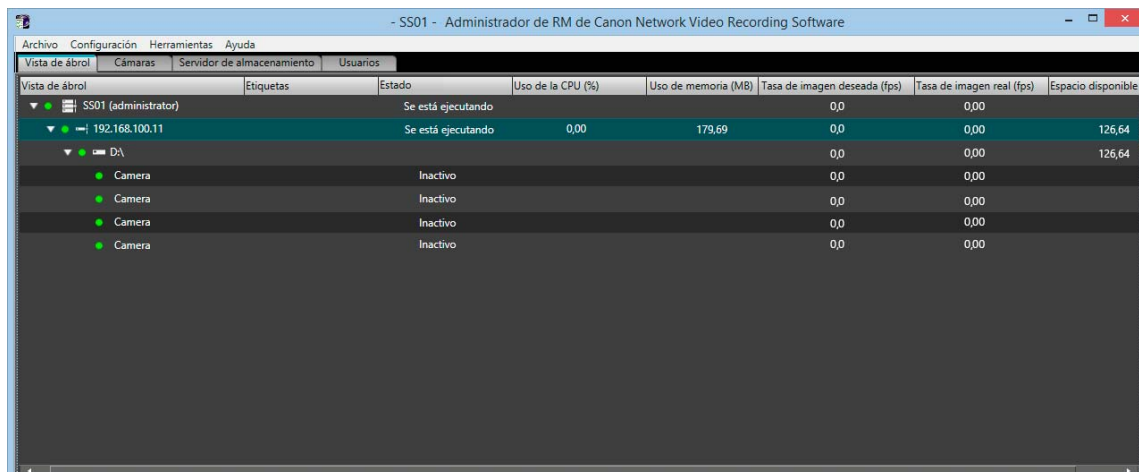 - SS01 - Administrador de RM de Canon Network Video Recording Software
Archivo Configuración Herramientas Ayuda
Vista de ábrol Cámaras Servidor de almacenamiento Usuarios
Vista de ábrol Etiquetas Estado Uso de la CPU (%) Uso de memoria (MB) Tasa de imagen deseada (fps) Tasa de imagen real (fps) Espacio disponible
SS01 (administrator) Se está ejecutando 0,0 0,00
192.168.100.11 Se está ejecutando 0,00 179,69 0,0 0,00 126,64
D:\ 0,0 0,00 126,64
Camera Inactivo 0,0 0,00
Camera Inactivo 0,0 0,00
Camera Inactivo 0,0 0,00
Camera Inactivo 0,0 0,00